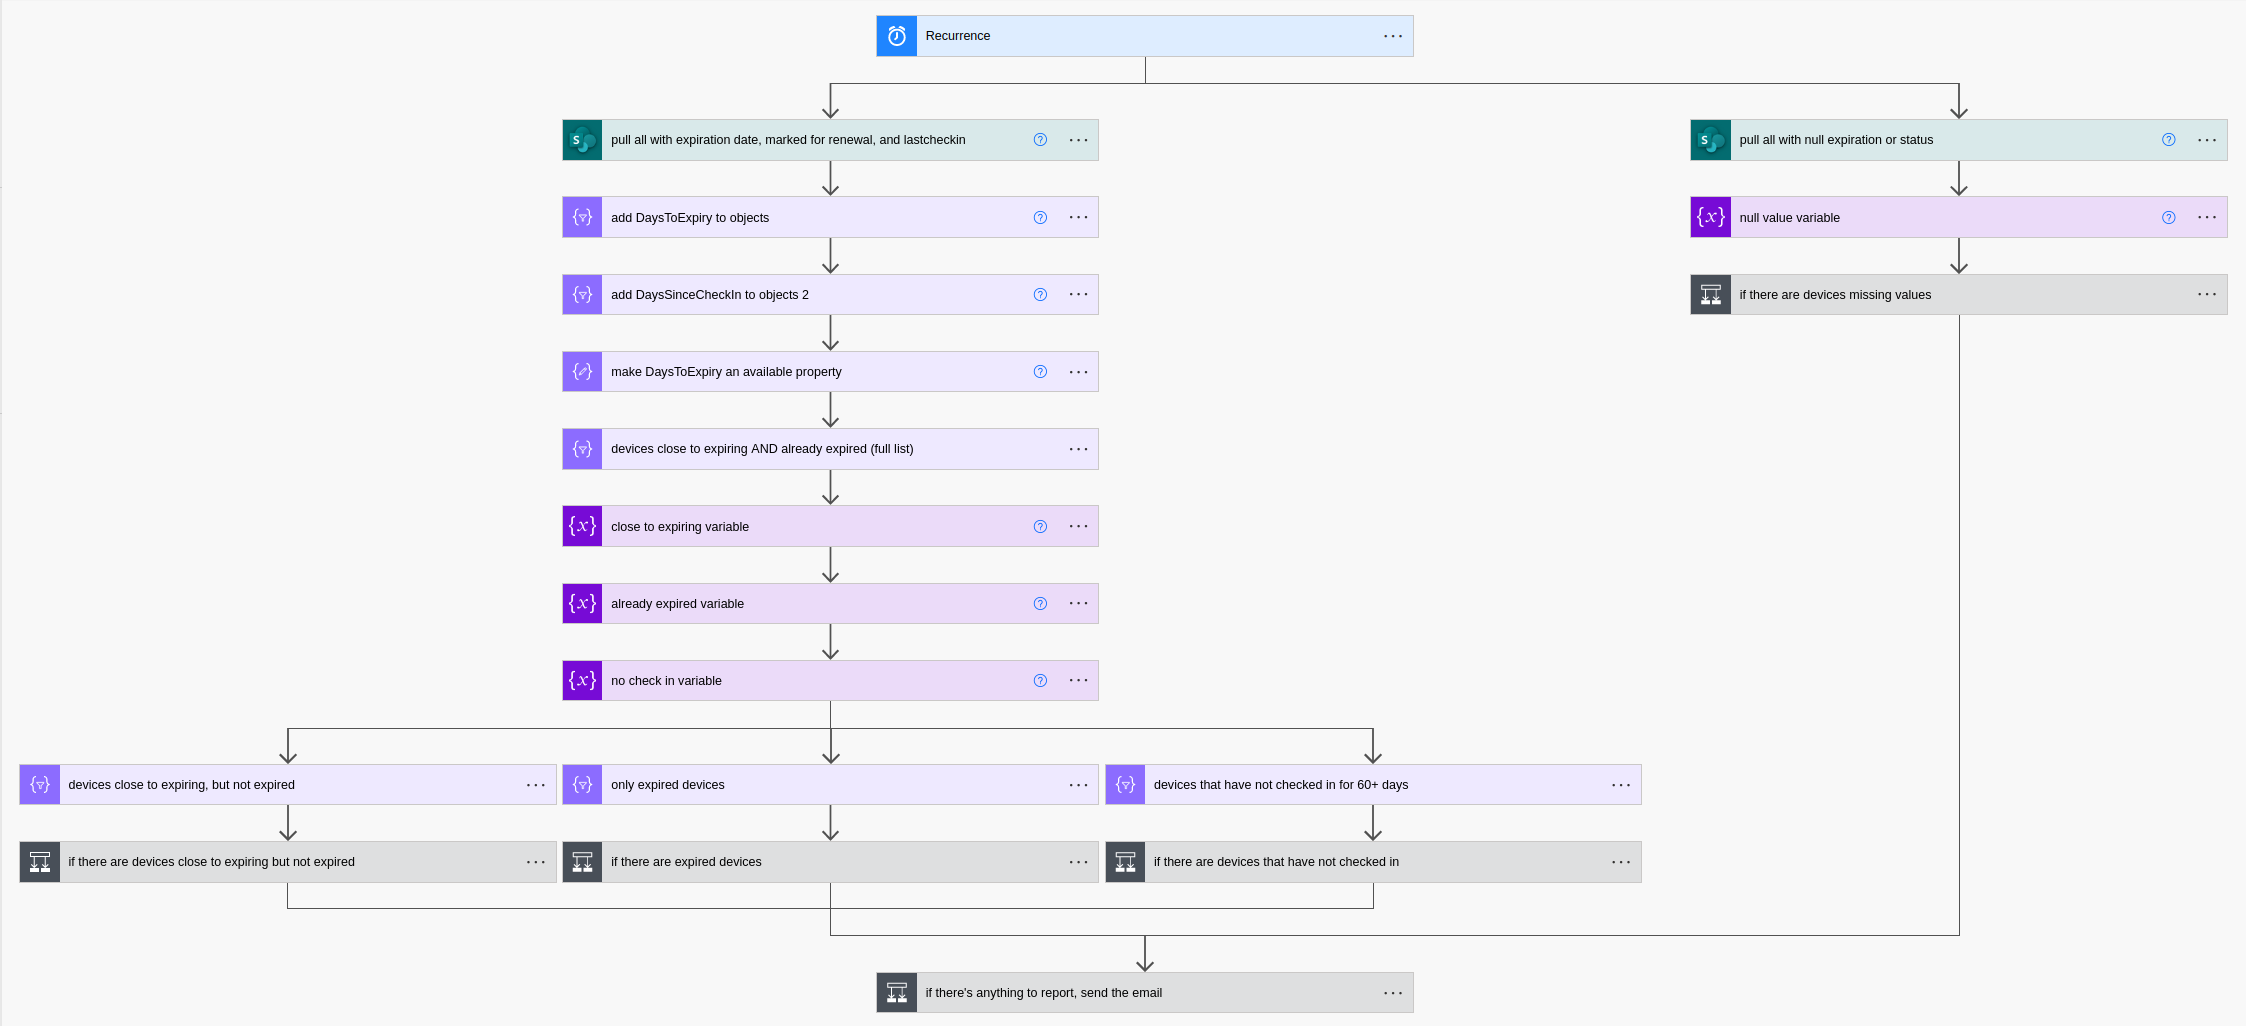 Recurrence
pull all with expiration date, marked for renewal, and lastcheckin
pull all with null expiration or status
add DaysToExpiry to objects
null value variable
add DaysSinceCheckIn to objects 2
if there are devices missing values
make DaysToExpiry an available property
devices close to expiring AND already expired (full list)
close to expiring variable
already expired variable
no check in variable
devices close to expiring, but not expired
only expired devices
devices that have not checked in for 60+ days
if there are devices close to expiring but not expired
if there are expired devices
if there are devices that have not checked in
if there's anything to report, send the email